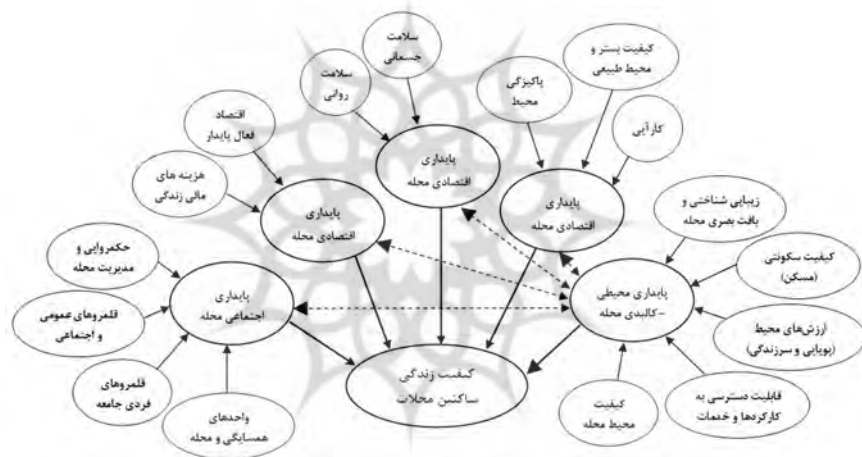 سلامت
جسمانی
کیفیت بستر و
محیط طبیعی
سلامت
روانی
پاکیزگی
محیط
کارآیی
اقتصاد
فعال پایدار
پایداری
اقتصادی محله
هزینه های
مالی زندگی
پایداری
اقتصادی محله
پایداری
اقتصادی محله
زیبایی شناختی و
بافت بصری محله
حکمروایی و
مدیریت محله
کیفیت سکونتی
(مسکن)
پایداری
اجتماعی محله
پایداری محیطی
-کالبدی محله
قلمروهای عمومی
و اجتماعی
ارزش‌های محیط
(پویایی و سرزندگی)
قلمروهای
فردی جامعه
کیفیت زندگی
ساکنین محلات
قابلیت دسترسی به
کارکردها و خدمات
واحدهای
همسایگی و محله
کیفیت
محیط محله